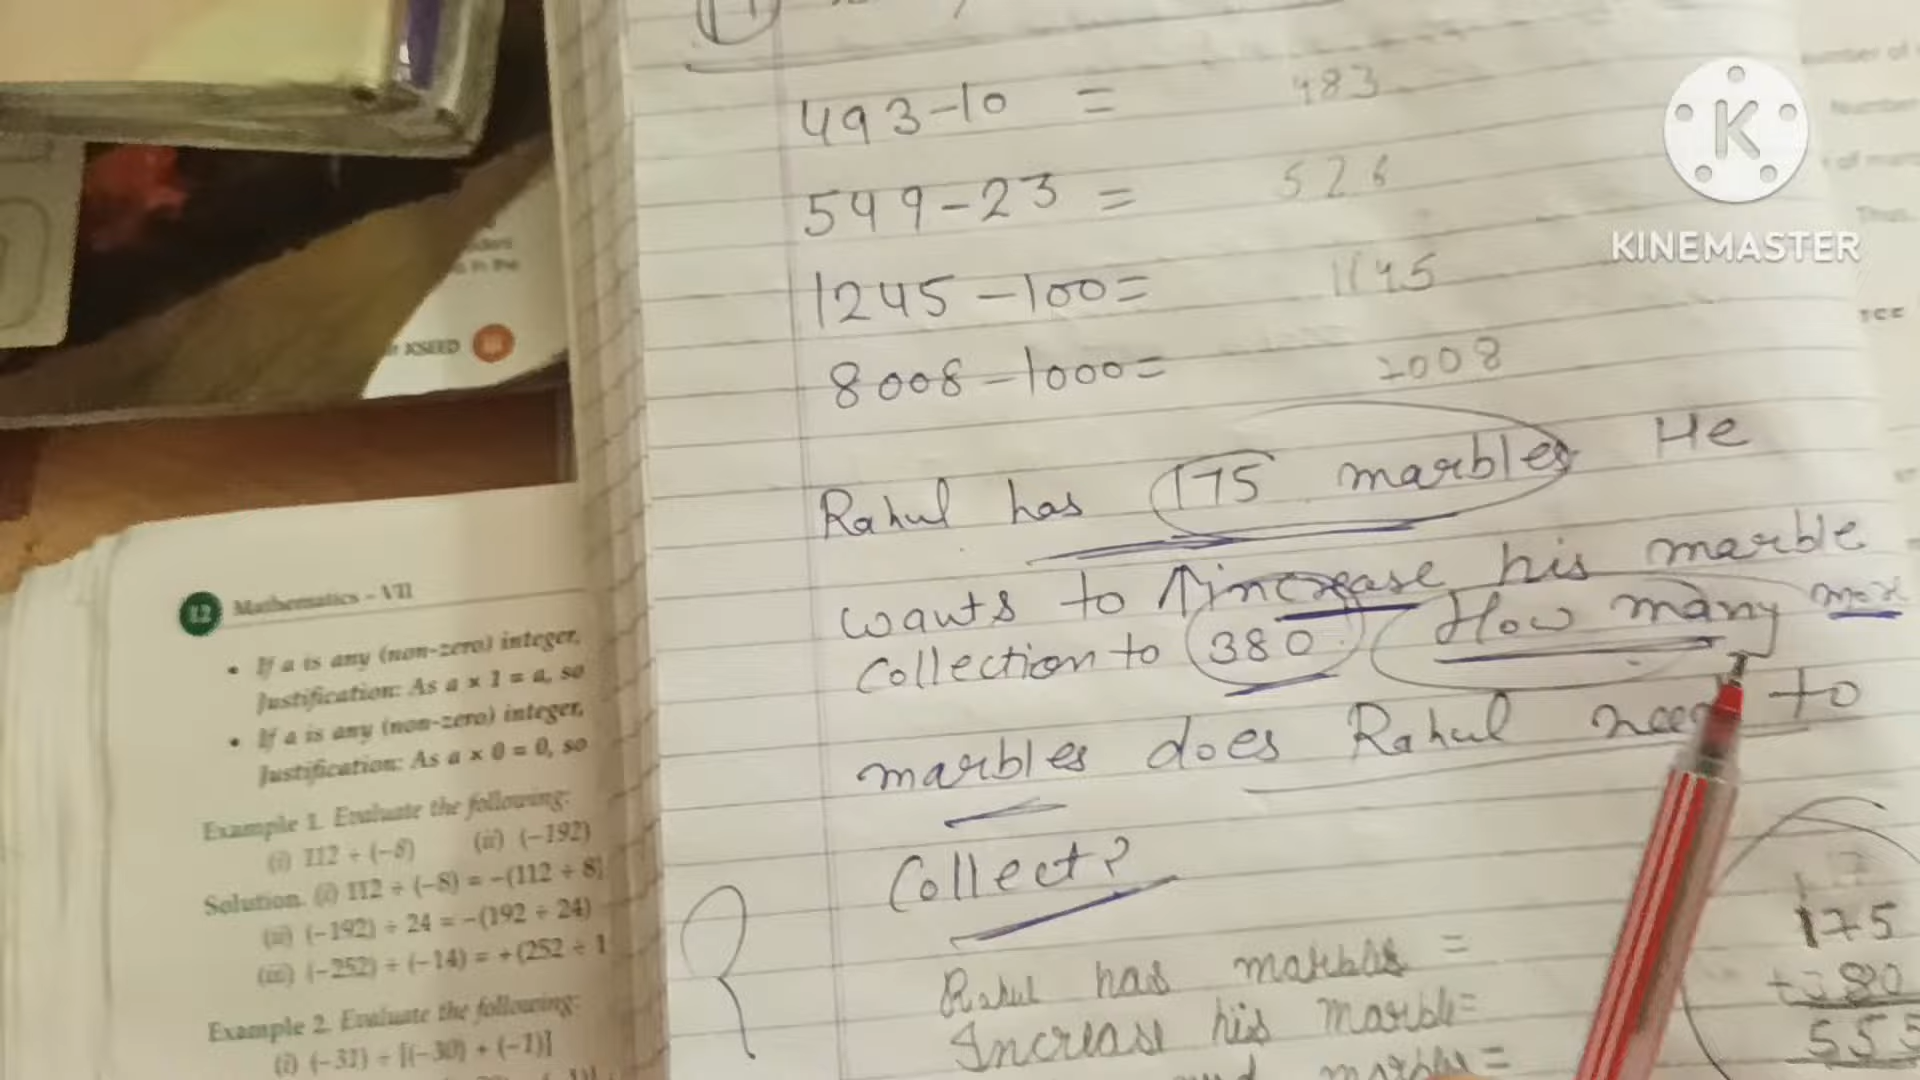 493-10 = 483
549-23 = 526
1245-100= 1145
8008-1000= 7008
Rahul has 175 marbles He
wants to ↑increase his marble
Collection to 380. How many
marbles does Rahul need to
Collect?
Rahul has marbles =
Increase his marble=
marbles =
175
+380
555
KINEMASTER
KSEED
12 Mathematics – VII
• If a is any (non-zero) integer,
Justification: As a × 1 = a, so
• If a is any (non-zero) integer,
Justification: As a × 0 = 0, so
Example 1. Evaluate the following:
(i) 112 ÷ (–8) (ii) (–192)
Solution. (i) 112 ÷ (–8) = –(112 ÷ 8)
(ii) (–192) ÷ 24 = –(192 ÷ 24)
(iii) (–252) ÷ (–14) = +(252 ÷ 1
Example 2. Evaluate the following:
(i) (–31) ÷ [(–30) + (–1)]